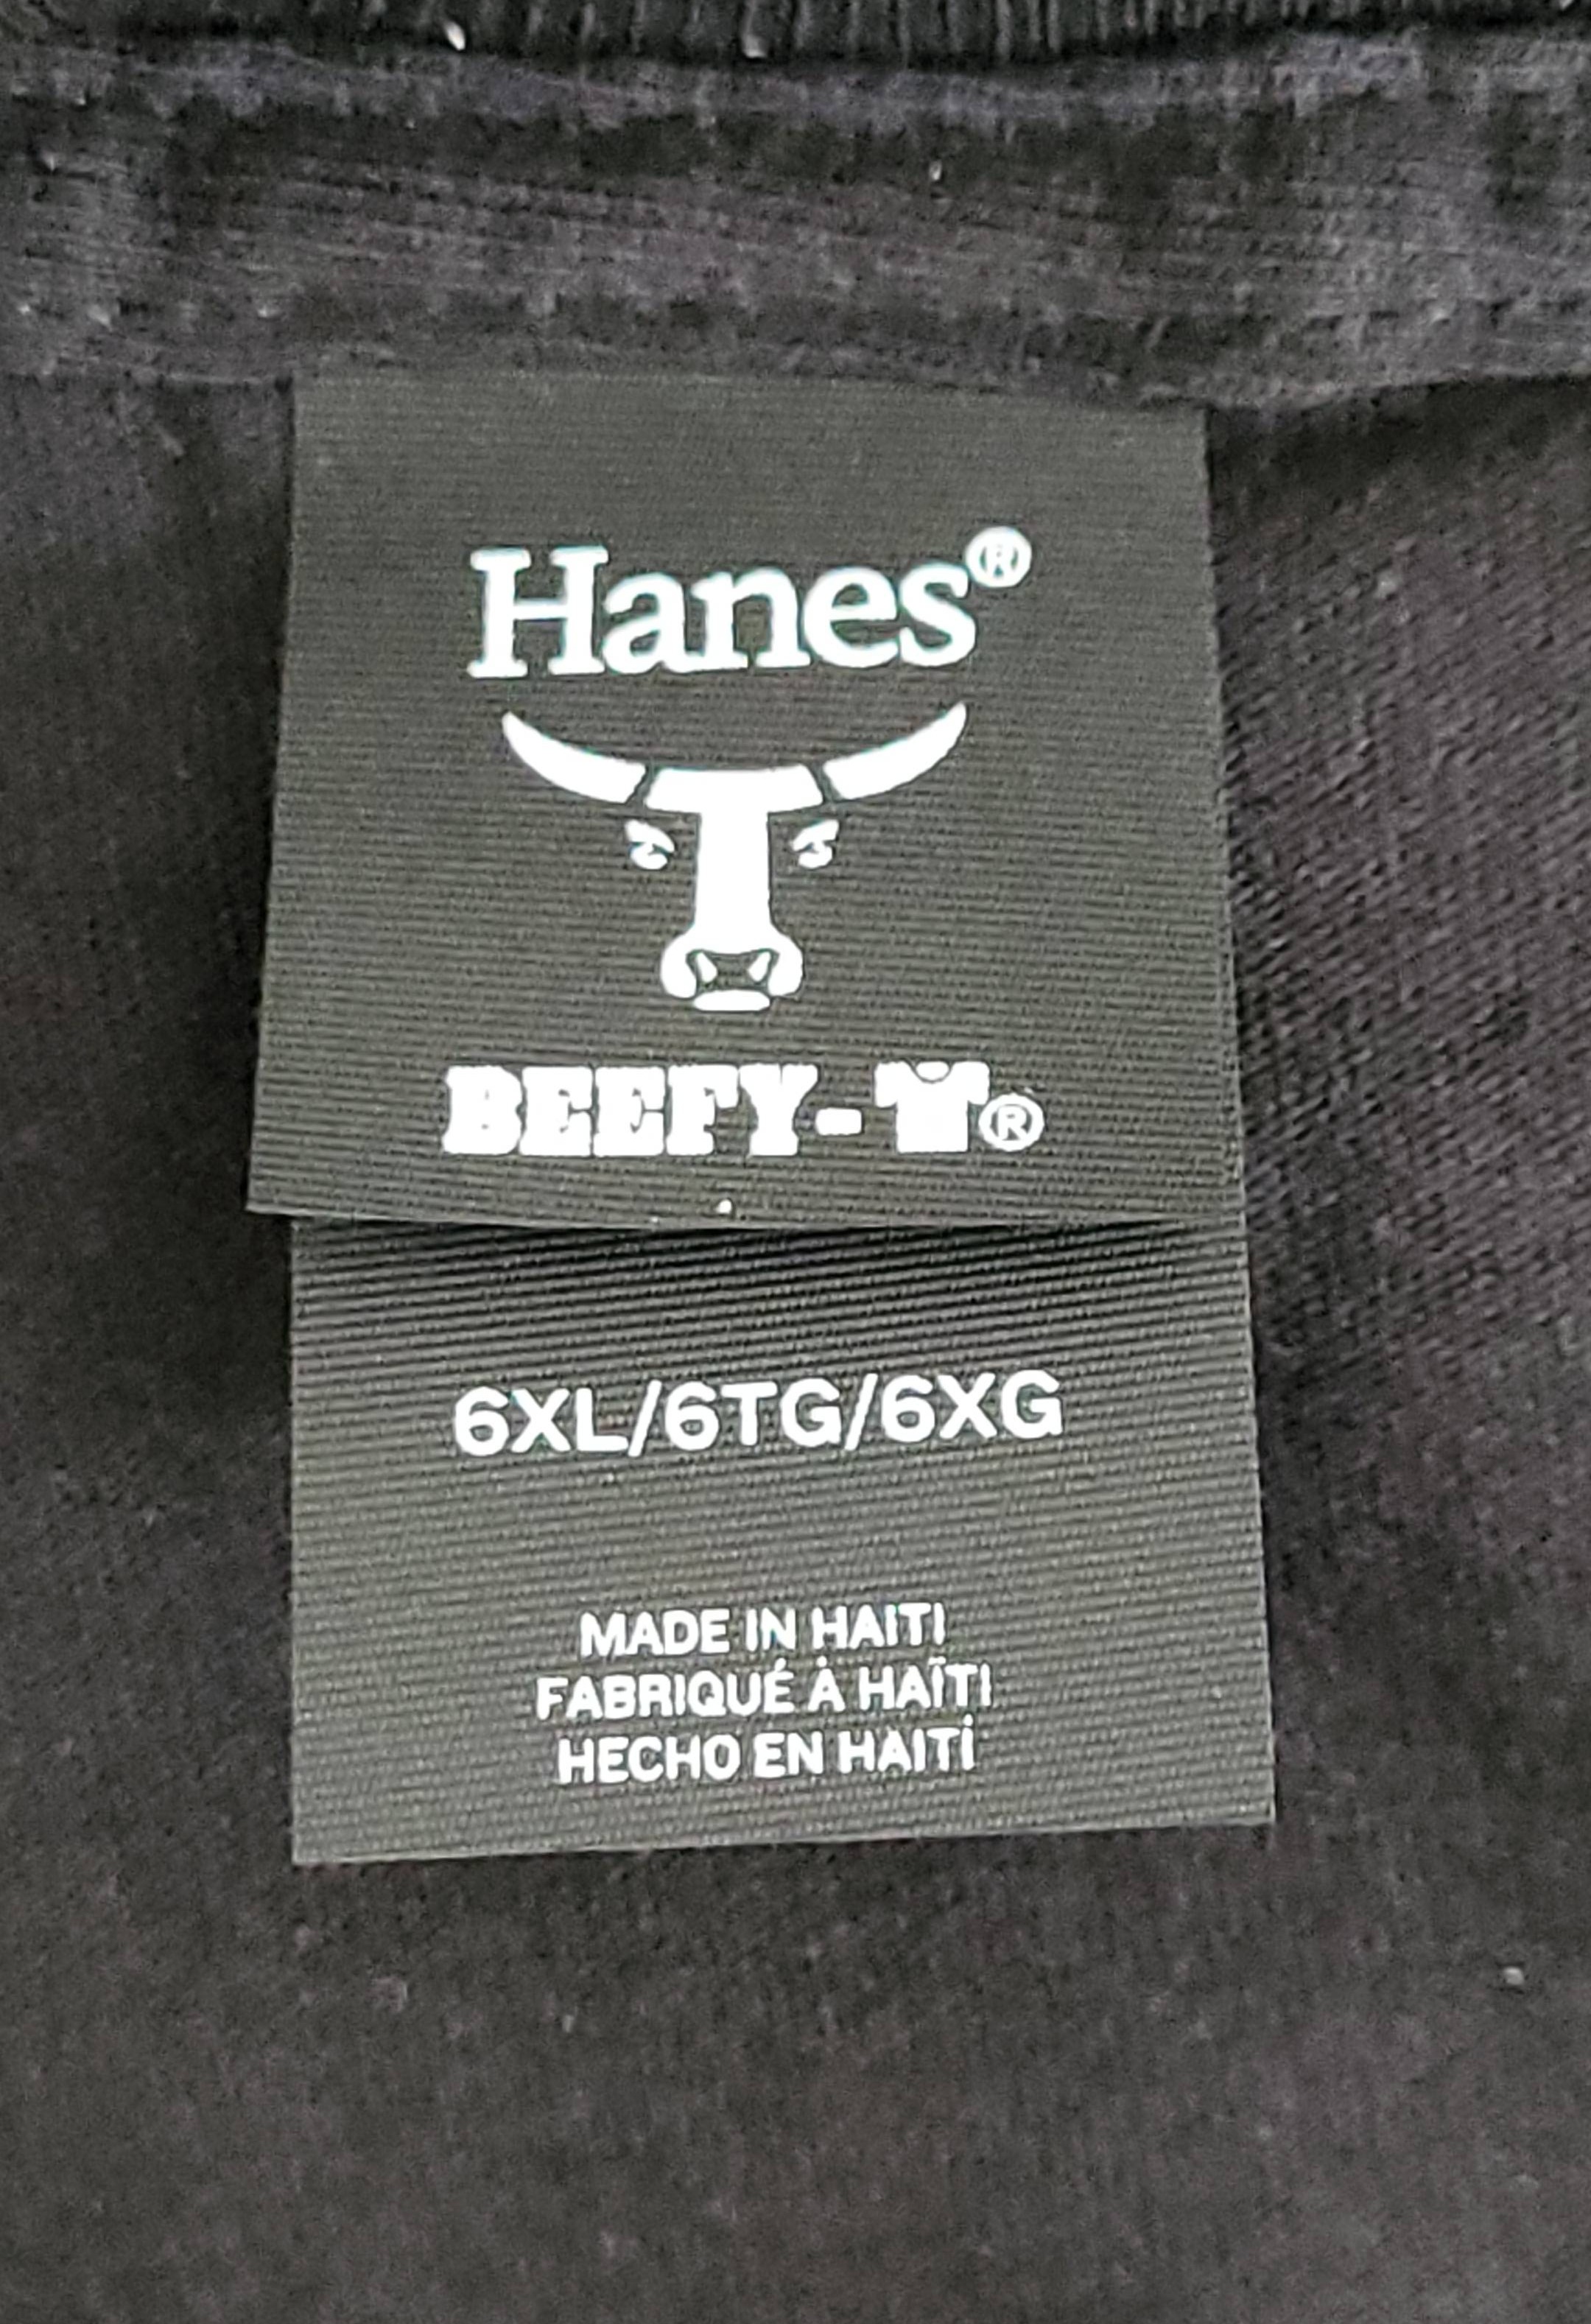 Hanes®
BEEFY-T®
6XL/6TG/6XG
MADE IN HAITI
FABRIQUÉ À HAÏTI
HECHO EN HAITÍ